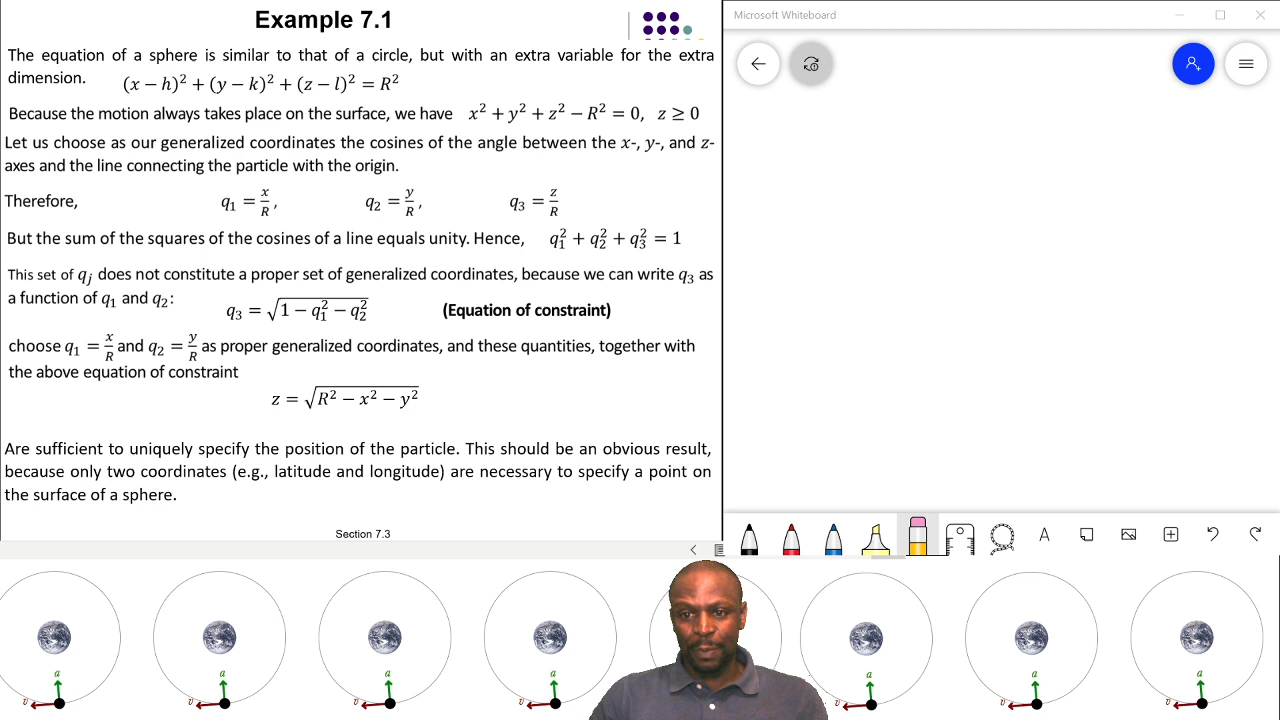 Example 7.1
The equation of a sphere is similar to that of a circle, but with an extra variable for the extra
dimension. (x − h)² + (y − k)² + (z − l)² = R²
Because the motion always takes place on the surface, we have x² + y² + z² − R² = 0, z ≥ 0
Let us choose as our generalized coordinates the cosines of the angle between the x-, y-, and z-
axes and the line connecting the particle with the origin.
Therefore, q₁ = x/R, q₂ = y/R, q₃ = z/R
But the sum of the squares of the cosines of a line equals unity. Hence, q₁² + q₂² + q₃² = 1
This set of qⱼ does not constitute a proper set of generalized coordinates, because we can write q₃ as
a function of q₁ and q₂:
q₃ = √(1 − q₁² − q₂²) (Equation of constraint)
choose q₁ = x/R and q₂ = y/R as proper generalized coordinates, and these quantities, together with
the above equation of constraint
z = √(R² − x² − y²)
Are sufficient to uniquely specify the position of the particle. This should be an obvious result,
because only two coordinates (e.g., latitude and longitude) are necessary to specify a point on
the surface of a sphere.
Section 7.3
Microsoft Whiteboard
A
a a a a a a a
v v v v v v v